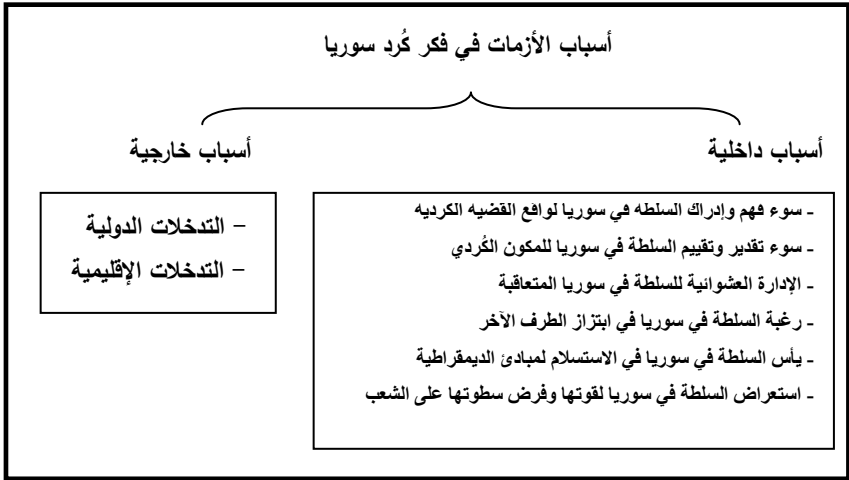 أسباب الأزمات في فكر كُرد سوريا
أسباب داخلية
- سوء فهم وإدراك السلطه في سوريا لوافع القضيه الكرديه
- سوء تقدير وتقييم السلطة في سوريا للمكون الكُردي
- الإدارة العشوائية للسلطة في سوريا المتعاقبة
- رغبة السلطة في سوريا في ابتزاز الطرف الآخر
- يأس السلطة في سوريا في الاستسلام لمبادئ الديمقراطية
- استعراض السلطة في سوريا لقوتها وفرض سطوتها على الشعب
أسباب خارجية
- التدخلات الدولية
- التدخلات الإقليمية